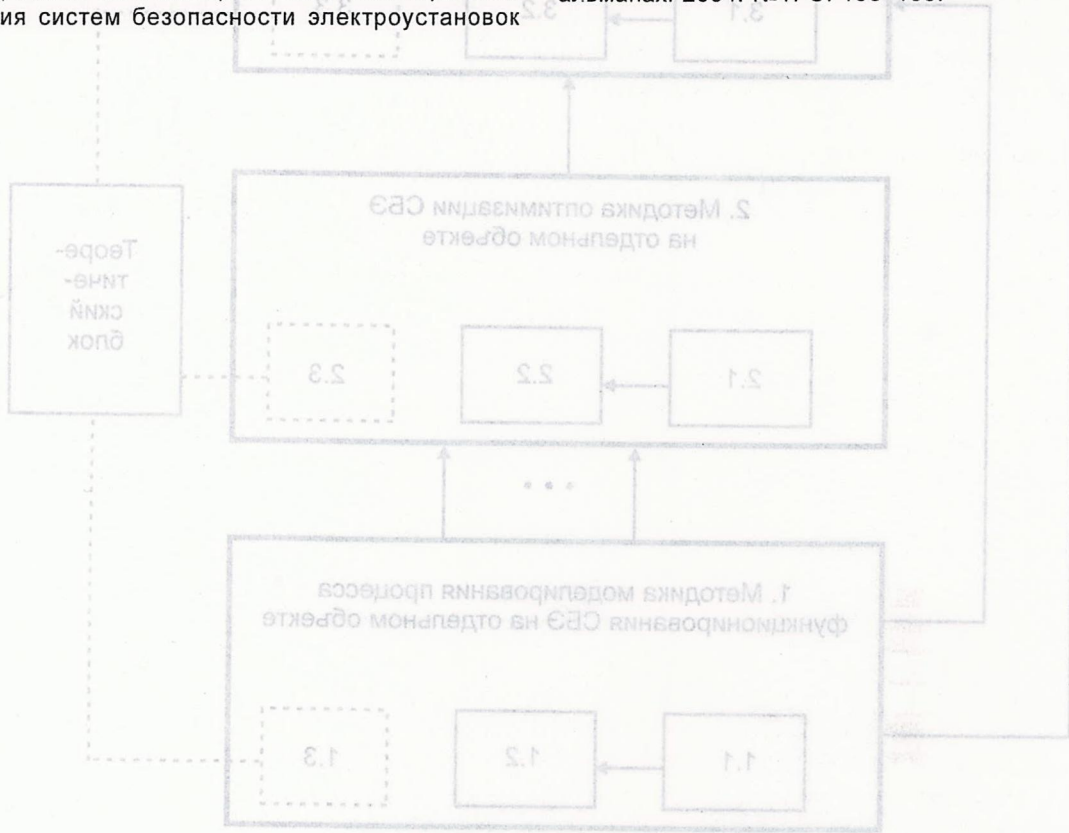 ия систем безопасности электроустановок
3.1
3.2
2. Методика оптимизации СБЭ
на отдельном объекте
Теоре-
тиче-
ский
блок
2.1
2.2
2.3
1. Методика моделирования процесса
функционирования СБЭ на отдельном объекте
1.1
1.2
1.3